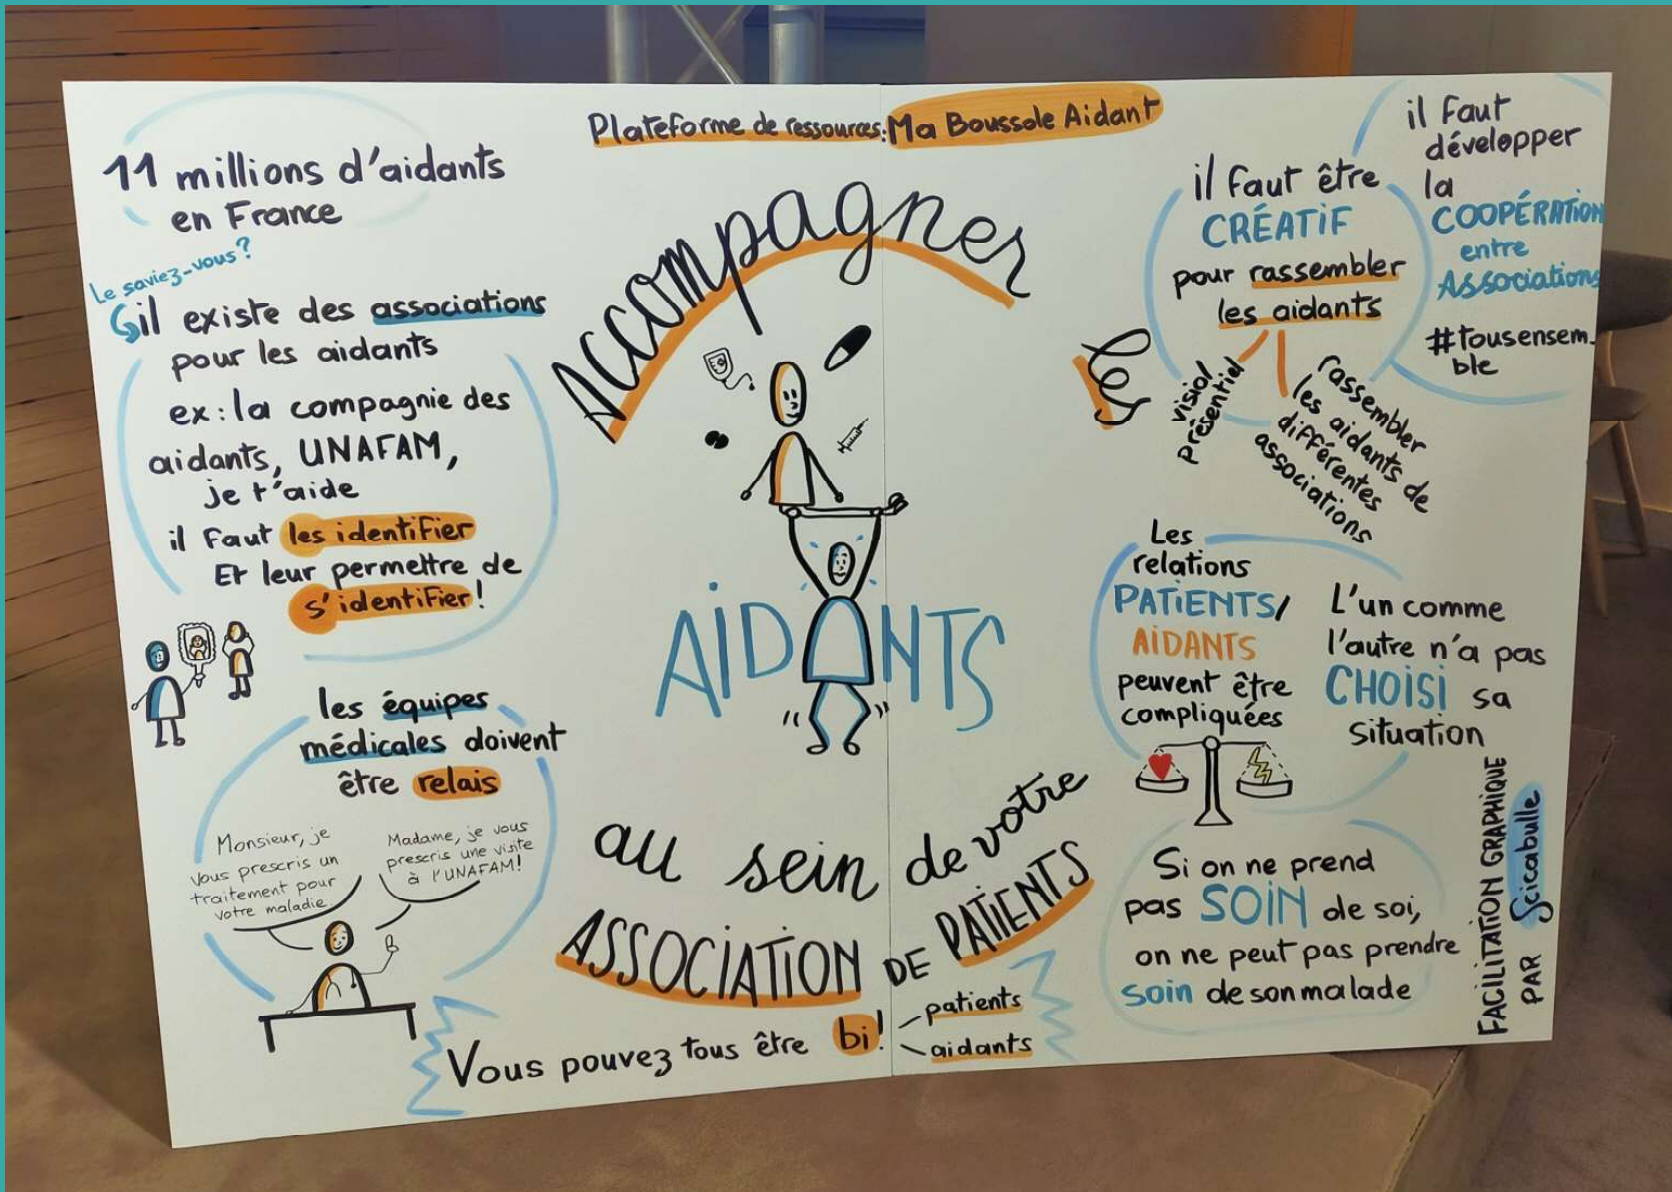 Plateforme de ressources: Ma Boussole Aidant
11 millions d'aidants
en France
Le saviez-vous?
il existe des associations
pour les aidants
ex: la compagnie des
aidants, UNAFAM,
je t'aide
il faut les identifier
Et leur permettre de
s'identifier!
les équipes
médicales doivent
être relais
Monsieur, je
vous prescris un
traitement pour
votre maladie.
Madame, je vous
prescris une visite
à l'UNAFAM!
Accompagner
les
AIDANTS
au sein de votre
ASSOCIATION DE PATIENTS
Vous pouvez tous être bi!
patients
aidants
il faut être
CRÉATIF
pour rassembler
les aidants
visio/
présentiel
rassembler
les aidants de
différentes
associations
il faut
développer
la
COOPÉRATION
entre
Associations
#tousensem-
ble
Les
relations
PATIENTS/
AIDANTS
peuvent être
compliquées
L'un comme
l'autre n'a pas
CHOISI sa
situation
Si on ne prend
pas SOIN de soi,
on ne peut pas prendre
soin de son malade
FACILITATION GRAPHIQUE
PAR Scicabulle